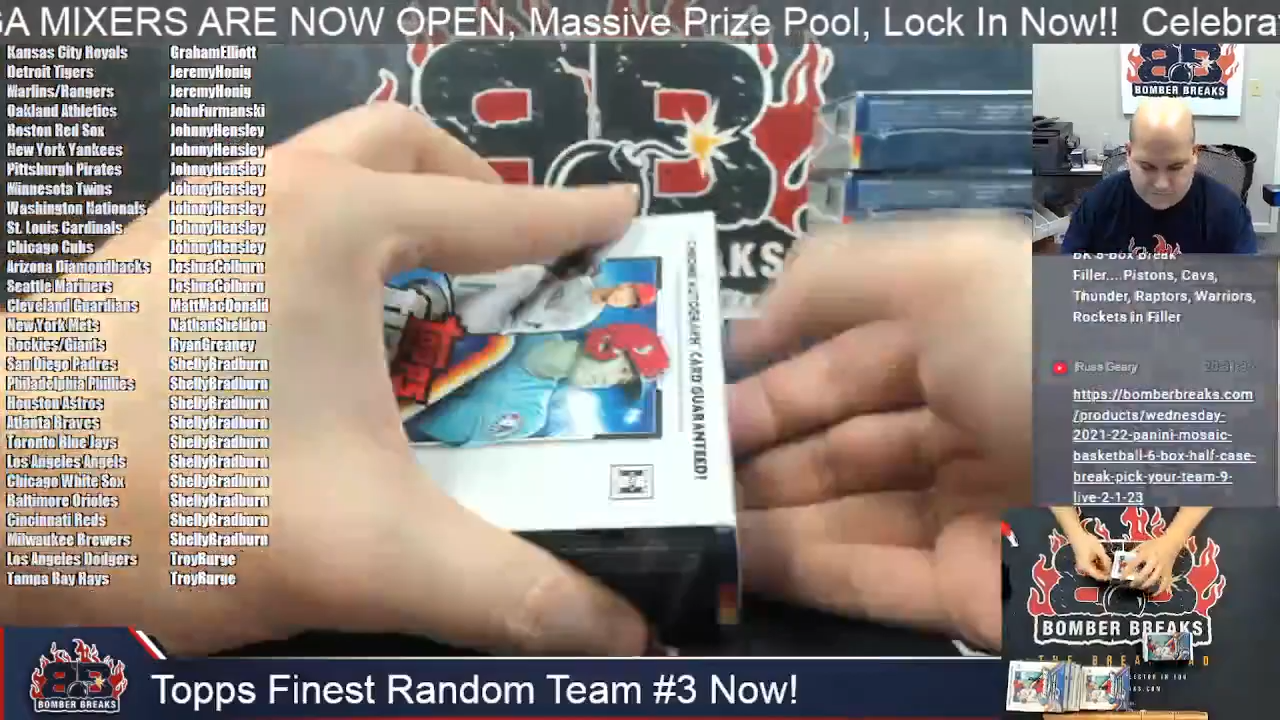 GA MIXERS ARE NOW OPEN, Massive Prize Pool, Lock In Now!! Celebra
Kansas City Royals GrahamElliott
Detroit Tigers JeremyHonig
Marlins/Rangers JeremyHonig
Oakland Athletics JohnFurmanski
Boston Red Sox JohnnyHensley
New York Yankees JohnnyHensley
Pittsburgh Pirates JohnnyHensley
Minnesota Twins JohnnyHensley
Washington Nationals JohnnyHensley
St. Louis Cardinals JohnnyHensley
Chicago Cubs JohnnyHensley
Arizona Diamondbacks JoshuaColburn
Seattle Mariners JoshuaColburn
Cleveland Guardians MattMacDonald
New York Mets NathanSheldon
Rockies/Giants RyanGreaney
San Diego Padres ShellyBradburn
Philadelphia Phillies ShellyBradburn
Houston Astros ShellyBradburn
Atlanta Braves ShellyBradburn
Toronto BlueJays ShellyBradburn
Los Angeles Angels ShellyBradburn
Chicago White Sox ShellyBradburn
Baltimore Orioles ShellyBradburn
Cincinnati Reds ShellyBradburn
Milwaukee Brewers ShellyBradburn
Los Angeles Dodgers TroyBurge
Tampa Bay Rays TroyBurge
AKS
CHROME AUTOGRAPH CARD GUARANTEED!
BOMBER BREAKS
Break
Filler....Pistons, Cavs,
Thunder, Raptors, Warriors,
Rockets in Filler
Russ Geary
https://bomberbreaks.com
/products/wednesday-
2021-22-panini-mosaic-
basketball-6-box-half-case-
break-pick-your-team-9-
live-2-1-23
BOMBER BREAKS
BOMBER BREAKS
Topps Finest Random Team #3 Now!